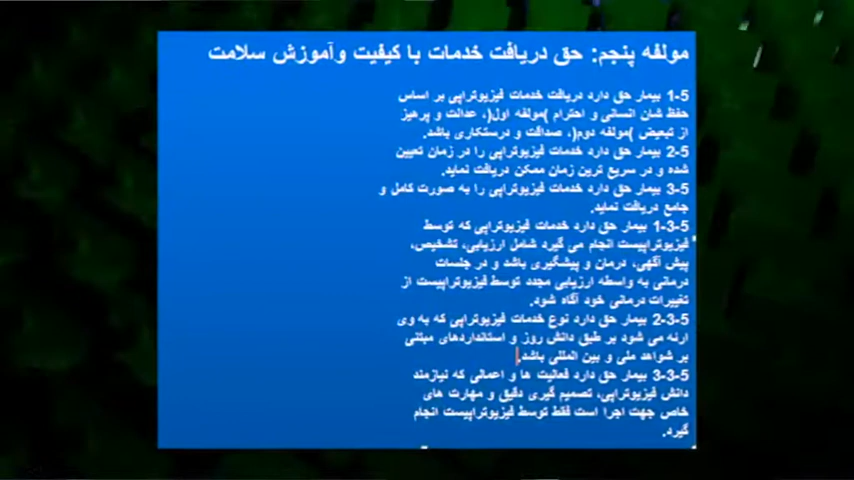 مولفه پنجم: حق دریافت خدمات با کیفیت وآموزش سلامت
1-5 بیمار حق دارد دریافت خدمات فیزیوتراپی بر اساس
حفظ شان انسانی و احترام )مولفه اول(، عدالت و پرهیز
از تبعیض )مولفه دوم(، صداقت و درستکاری باشد.
2-5 بیمار حق دارد خدمات فیزیوتراپی را در زمان تعیین
شده و در سریع ترین زمان ممکن دریافت نماید.
3-5 بیمار حق دارد خدمات فیزیوتراپی را به صورت کامل و
جامع دریافت نماید.
1-3-5 بیمار حق دارد خدمات فیزیوتراپی که توسط
فیزیوتراپیست انجام می گیرد شامل ارزیابی، تشخیص،
پیش آگهی، درمان و پیشگیری باشد و در جلسات
درمانی به واسطه ارزیابی مجدد توسط فیزیوتراپیست از
تغییرات درمانی خود آگاه شود.
2-3-5 بیمار حق دارد نوع خدمات فیزیوتراپی که به وی
ارئه می شود بر طبق دانش روز و استانداردهای مبتنی
بر شواهد ملی و بین المللی باشد.
3-3-5 بیمار حق دارد فعالیت ها و اعمالی که نیازمند
دانش فیزیوتراپی، تصمیم گیری دقیق و مهارت های
خاص جهت اجرا است فقط توسط فیزیوتراپیست انجام
گیرد.